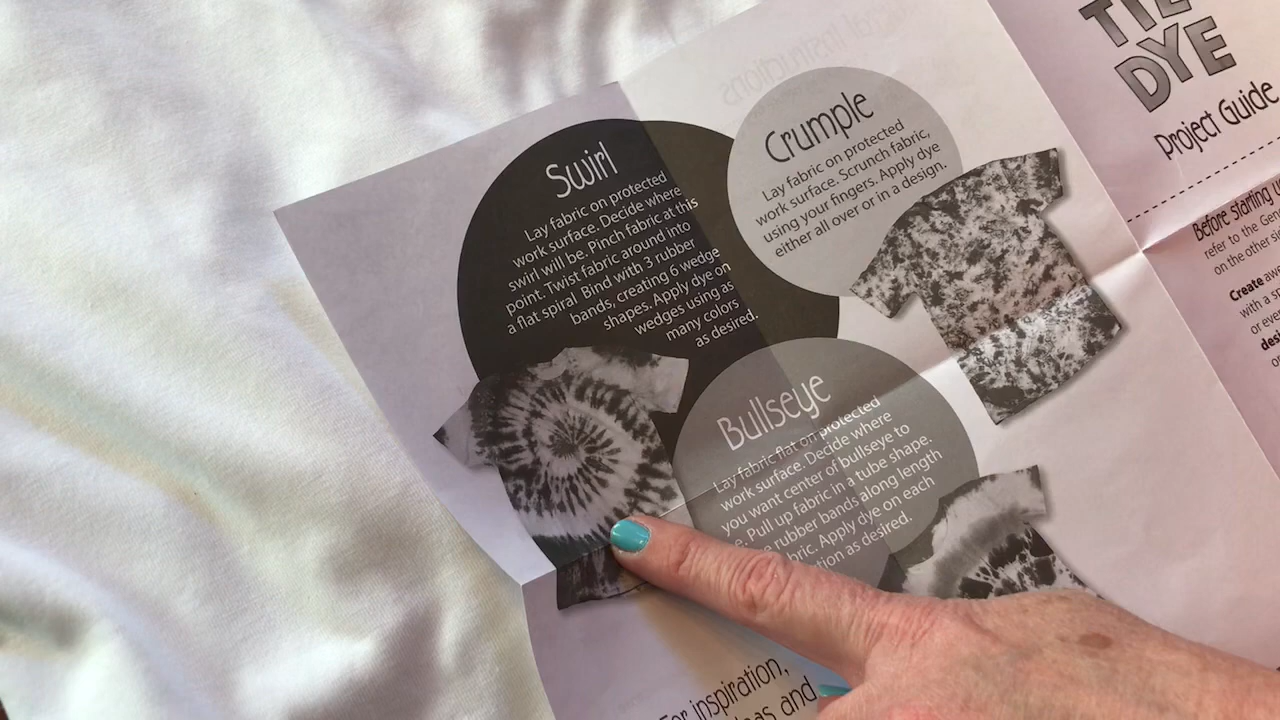 Swirl
Lay fabric on protected
work surface. Decide where
swirl will be. Pinch fabric at this
point. Twist fabric around into
a flat spiral Bind with 3 rubber
bands, creating 6 wedge
shapes. Apply dye on
wedges using as
many colors
as desired.
Crumple
Lay fabric on protected
work surface. Scrunch fabric,
using your fingers. Apply dye
either all over or in a design.
Bullseye
Lay fabric flat on protected
work surface. Decide where
you want center of bullseye to
Pull up fabric in a tube shape.
rubber bands along length
Apply dye on each
as desired.
For inspiration,
and
TIE
DYE
Project Guide
Before starting
refer to the
on the other
Create
with a
or